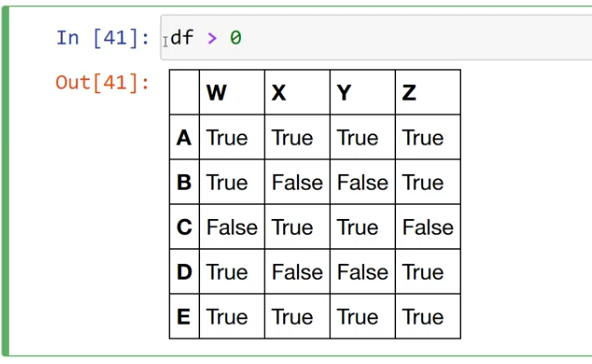 In [41]: df > 0
Out[41]:
W X Y Z
A True True True True
B True False False True
C False True True False
D True False False True
E True True True True